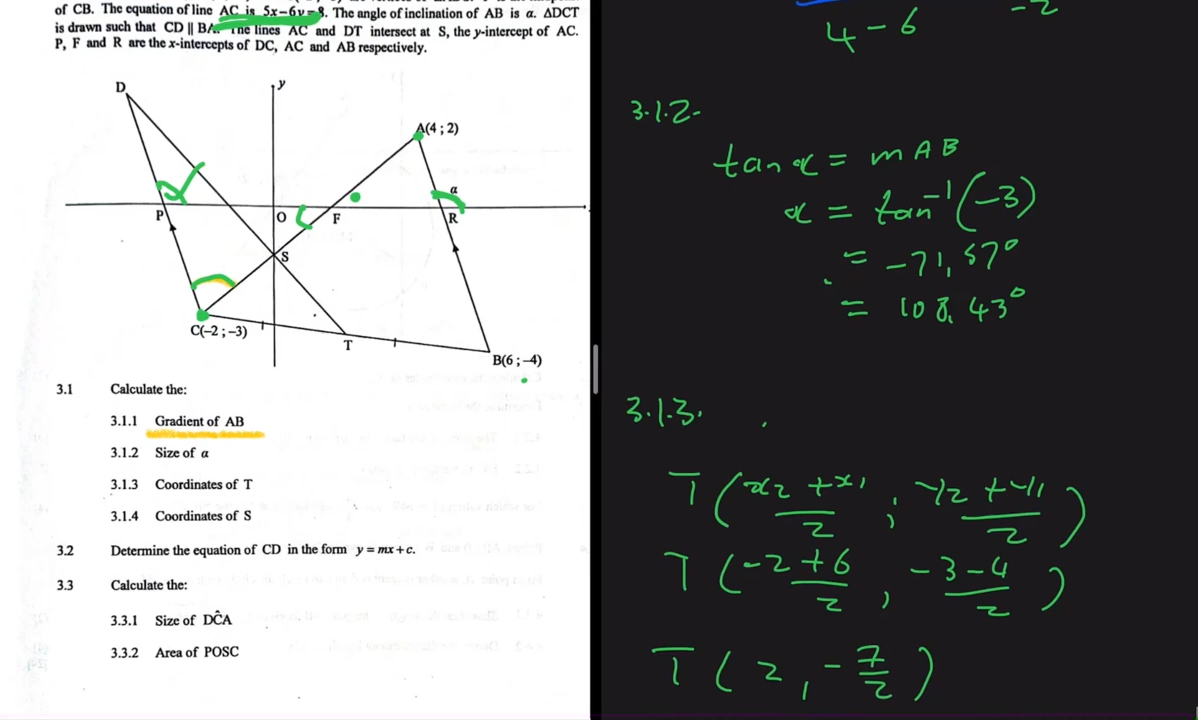 of CB. The equation of line AC is 5x−6y=8. The angle of inclination of AB is α. ADCT
is drawn such that CD ∥ BA. The lines AC and DT intersect at S, the y-intercept of AC.
P, F and R are the x-intercepts of DC, AC and AB respectively.
D
y
A(4 ; 2)
α
P
O
F
R
S
C(−2 ; −3)
T
B(6 ; −4)
3.1 Calculate the:
3.1.1 Gradient of AB
3.1.2 Size of α
3.1.3 Coordinates of T
3.1.4 Coordinates of S
3.2 Determine the equation of CD in the form y = mx + c.
3.3 Calculate the:
3.3.1 Size of DĈA
3.3.2 Area of POSC
4 − 6
−2
3.1.2.
tan α = m AB
α = tan⁻¹(−3)
= −71,57°
= 108,43°
3.1.3.
T (x2 + x1 / 2 ; y2 + y1 / 2)
T (−2 + 6 / 2 , −3 − 4 / 2)
T (2 , −7/2)